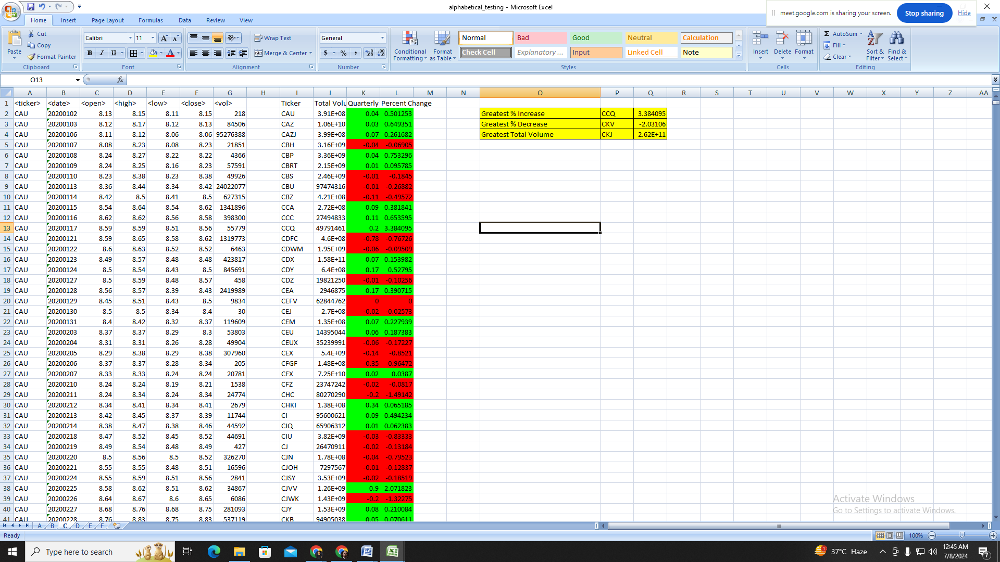 alphabetical_testing - Microsoft Excel
meet.google.com is sharing your screen. Stop sharing Hide
Home Insert Page Layout Formulas Data Review View
Paste Cut Copy Format Painter Clipboard
Calibri 11 B I U Font
Wrap Text Merge & Center Alignment
General $ % , Number
Conditional Formatting Format as Table
Normal Bad Good Neutral Calculation
Check Cell Explanatory ... Input Linked Cell Note
Styles
Insert Delete Format Cells
Σ AutoSum Fill Clear Sort & Filter Find & Select Editing
O13 fx
A B C D E F G H I J K L M N O P Q R S T U V W X Y Z AA
1 <ticker> <date> <open> <high> <low> <close> <vol> Ticker Total Volu Quarterly Percent Change
2 CAU 20200102 8.13 8.15 8.11 8.15 218 CAU 3.91E+08 0.04 0.501253 Greatest % Increase CCQ 3.384095
3 CAU 20200103 8.12 8.17 8.12 8.13 84506 CAZ 1.06E+10 0.03 0.649351 Greatest % Decrease CKV -2.03106
4 CAU 20200106 8.11 8.12 8.06 8.06 95276388 CAZJ 3.99E+08 0.07 0.261682 Greatest Total Volume CKJ 2.62E+11
5 CAU 20200107 8.08 8.23 8.08 8.23 21851 CBH 3.16E+09 -0.04 -0.06905
6 CAU 20200108 8.24 8.27 8.22 8.22 4366 CBP 3.36E+09 0.04 0.753296
7 CAU 20200109 8.24 8.25 8.16 8.23 57591 CBRT 2.15E+09 0.01 0.095785
8 CAU 20200110 8.23 8.38 8.23 8.38 49926 CBS 2.46E+09 -0.01 -0.1845
9 CAU 20200113 8.36 8.44 8.34 8.42 24022077 CBU 97474316 -0.01 -0.26882
10 CAU 20200114 8.42 8.5 8.41 8.5 627315 CBZ 4.21E+08 -0.11 -0.49572
11 CAU 20200115 8.54 8.64 8.54 8.62 1341896 CCA 2.72E+08 0.09 0.381841
12 CAU 20200116 8.62 8.62 8.56 8.58 398300 CCC 27494833 0.11 0.653595
13 CAU 20200117 8.59 8.59 8.51 8.56 55779 CCQ 49791461 0.2 3.384095
14 CAU 20200121 8.59 8.65 8.58 8.62 1319773 CDFC 4.6E+08 -0.78 -0.76726
15 CAU 20200122 8.6 8.63 8.52 8.52 6463 CDWM 1.95E+09 -0.06 -0.09509
16 CAU 20200123 8.49 8.57 8.48 8.48 423817 CDX 1.58E+11 0.07 0.153982
17 CAU 20200124 8.5 8.54 8.43 8.5 845691 CDY 6.4E+08 0.17 0.52795
18 CAU 20200127 8.5 8.59 8.48 8.57 458 CDZ 19821250 -0.01 -0.10256
19 CAU 20200128 8.56 8.57 8.39 8.43 2419989 CEA 2946875 0.17 0.390715
20 CAU 20200129 8.45 8.51 8.43 8.5 9834 CEFV 62844762 0 0
21 CAU 20200130 8.5 8.5 8.34 8.4 30 CEJ 2.7E+08 -0.02 -0.02573
22 CAU 20200131 8.4 8.42 8.32 8.37 119609 CEM 1.35E+08 0.07 0.227939
23 CAU 20200203 8.37 8.37 8.29 8.3 53803 CEU 14395044 0.06 0.187383
24 CAU 20200204 8.31 8.31 8.26 8.28 49904 CEUX 35239991 -0.06 -0.17227
25 CAU 20200205 8.29 8.38 8.29 8.38 307960 CEX 5.4E+09 -0.14 -0.8521
26 CAU 20200206 8.37 8.37 8.28 8.34 205 CFGF 1.48E+08 -0.35 -0.96472
27 CAU 20200207 8.33 8.33 8.24 8.24 20781 CFX 7.25E+10 0.02 0.0387
28 CAU 20200210 8.24 8.24 8.19 8.21 1538 CFZ 23747242 -0.02 -0.0817
29 CAU 20200211 8.24 8.34 8.24 8.34 24774 CHC 80270290 -0.2 -1.49142
30 CAU 20200212 8.34 8.41 8.34 8.41 2679 CHKI 1.38E+08 0.34 0.065185
31 CAU 20200213 8.42 8.45 8.37 8.39 11744 CI 95600621 0.09 0.494234
32 CAU 20200214 8.38 8.47 8.38 8.46 44592 CIQ 65906312 0.01 0.062383
33 CAU 20200218 8.47 8.52 8.45 8.52 44691 CIU 3.82E+09 -0.03 -0.83333
34 CAU 20200219 8.49 8.54 8.48 8.49 427 CJ 26470911 -0.02 -0.13184
35 CAU 20200220 8.5 8.56 8.5 8.52 326270 CJN 1.78E+08 -0.04 -0.79523
36 CAU 20200221 8.55 8.55 8.48 8.51 16596 CJOH 7297567 -0.01 -0.12837
37 CAU 20200224 8.55 8.59 8.51 8.56 2841 CJSY 3.53E+09 -0.02 -0.18519
38 CAU 20200225 8.58 8.62 8.51 8.62 34867 CJVV 1.26E+09 0.9 2.071823
39 CAU 20200226 8.64 8.67 8.6 8.65 6086 CJWK 1.43E+09 -0.2 -1.32275
40 CAU 20200227 8.68 8.76 8.68 8.75 281093 CJY 1.53E+09 0.08 0.210084
41 CAU 20200228 8.76 8.83 8.75 8.83 537119 CKB 94905038 0.05 0.070611
Activate Windows
Go to Settings to activate Windows.
A B C D E F
Ready 100%
Type here to search 37°C Haze 12:45 AM
7/8/2024